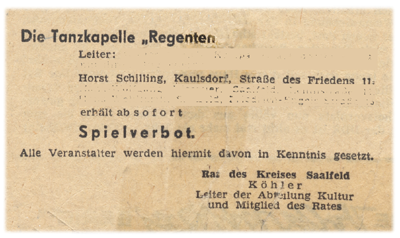 Die Tanzkapelle „Regenten
Leiter:
Horst Schilling, Kaulsdorf, Straße des Friedens 11.
erhält ab sofort
Spielverbot.
Alle Veranstalter werden hiermit davon in Kenntnis gesetzt.
Rat des Kreises Saalfeld
Köhler
Leiter der Abteilung Kultur
und Mitglied des Rates